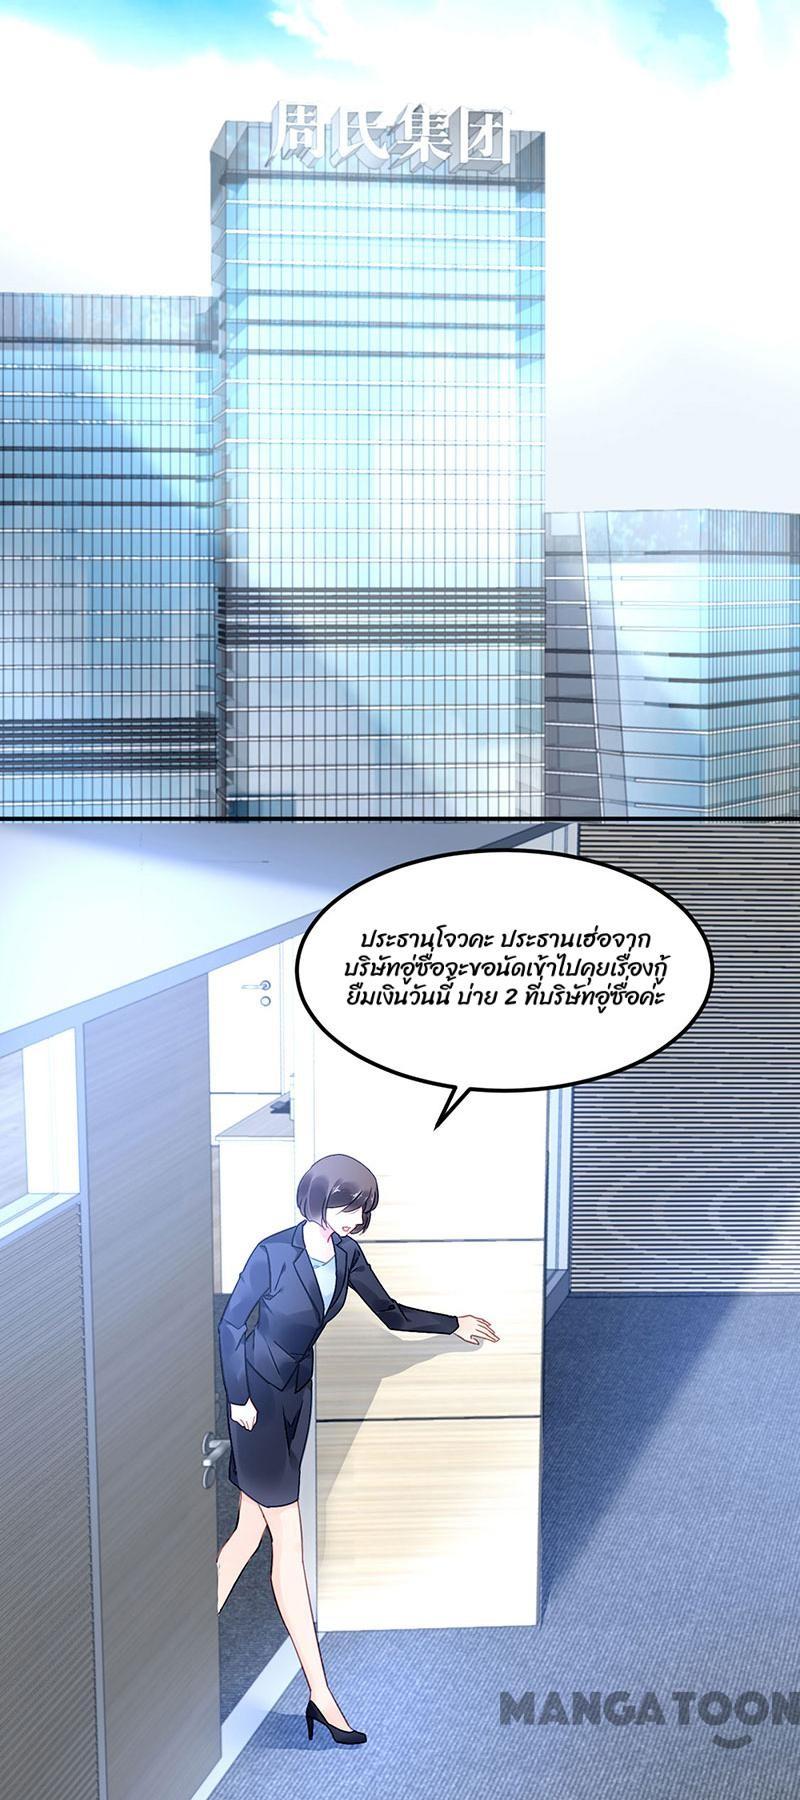 周氏集团
ประธานโจวคะ ประธานเฮ่อจาก
บริษัทอู่ซื่อจะขอนัดเข้าไปคุยเรื่องกู้
ยืมเงินวันนี้ บ่าย 2 ที่บริษัทอู่ซื่อค่ะ
MANGATOON